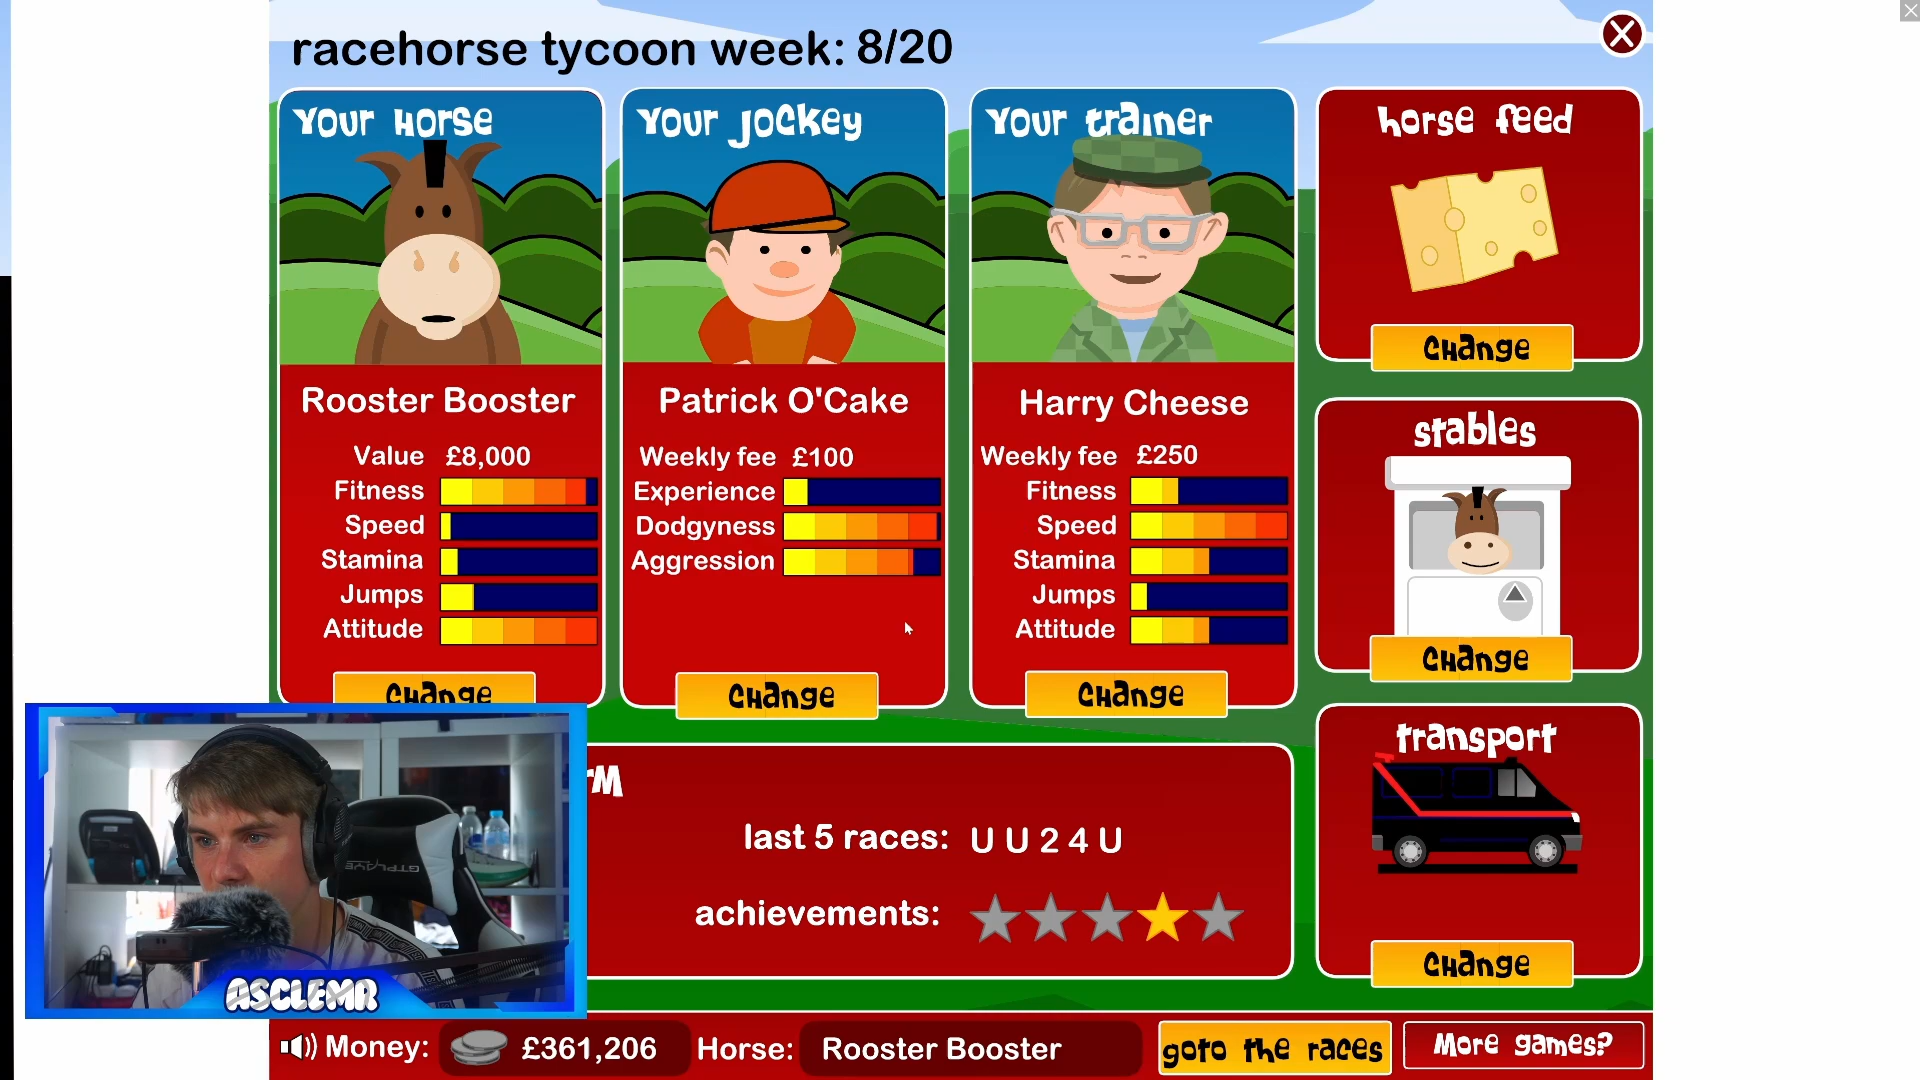 racehorse tycoon week: 8/20
Your Horse
Rooster Booster
Value £8,000
Fitness
Speed
Stamina
Jumps
Attitude
Change
Your Jockey
Patrick O'Cake
Weekly fee £100
Experience
Dodgyness
Aggression
Change
Your trainer
Harry Cheese
Weekly fee £250
Fitness
Speed
Stamina
Jumps
Attitude
Change
horse feed
Change
stables
Change
transport
Change
last 5 races: U U 2 4 U
achievements:
ASCLEMR
Money: £361,206 Horse: Rooster Booster
goto the races
More games?